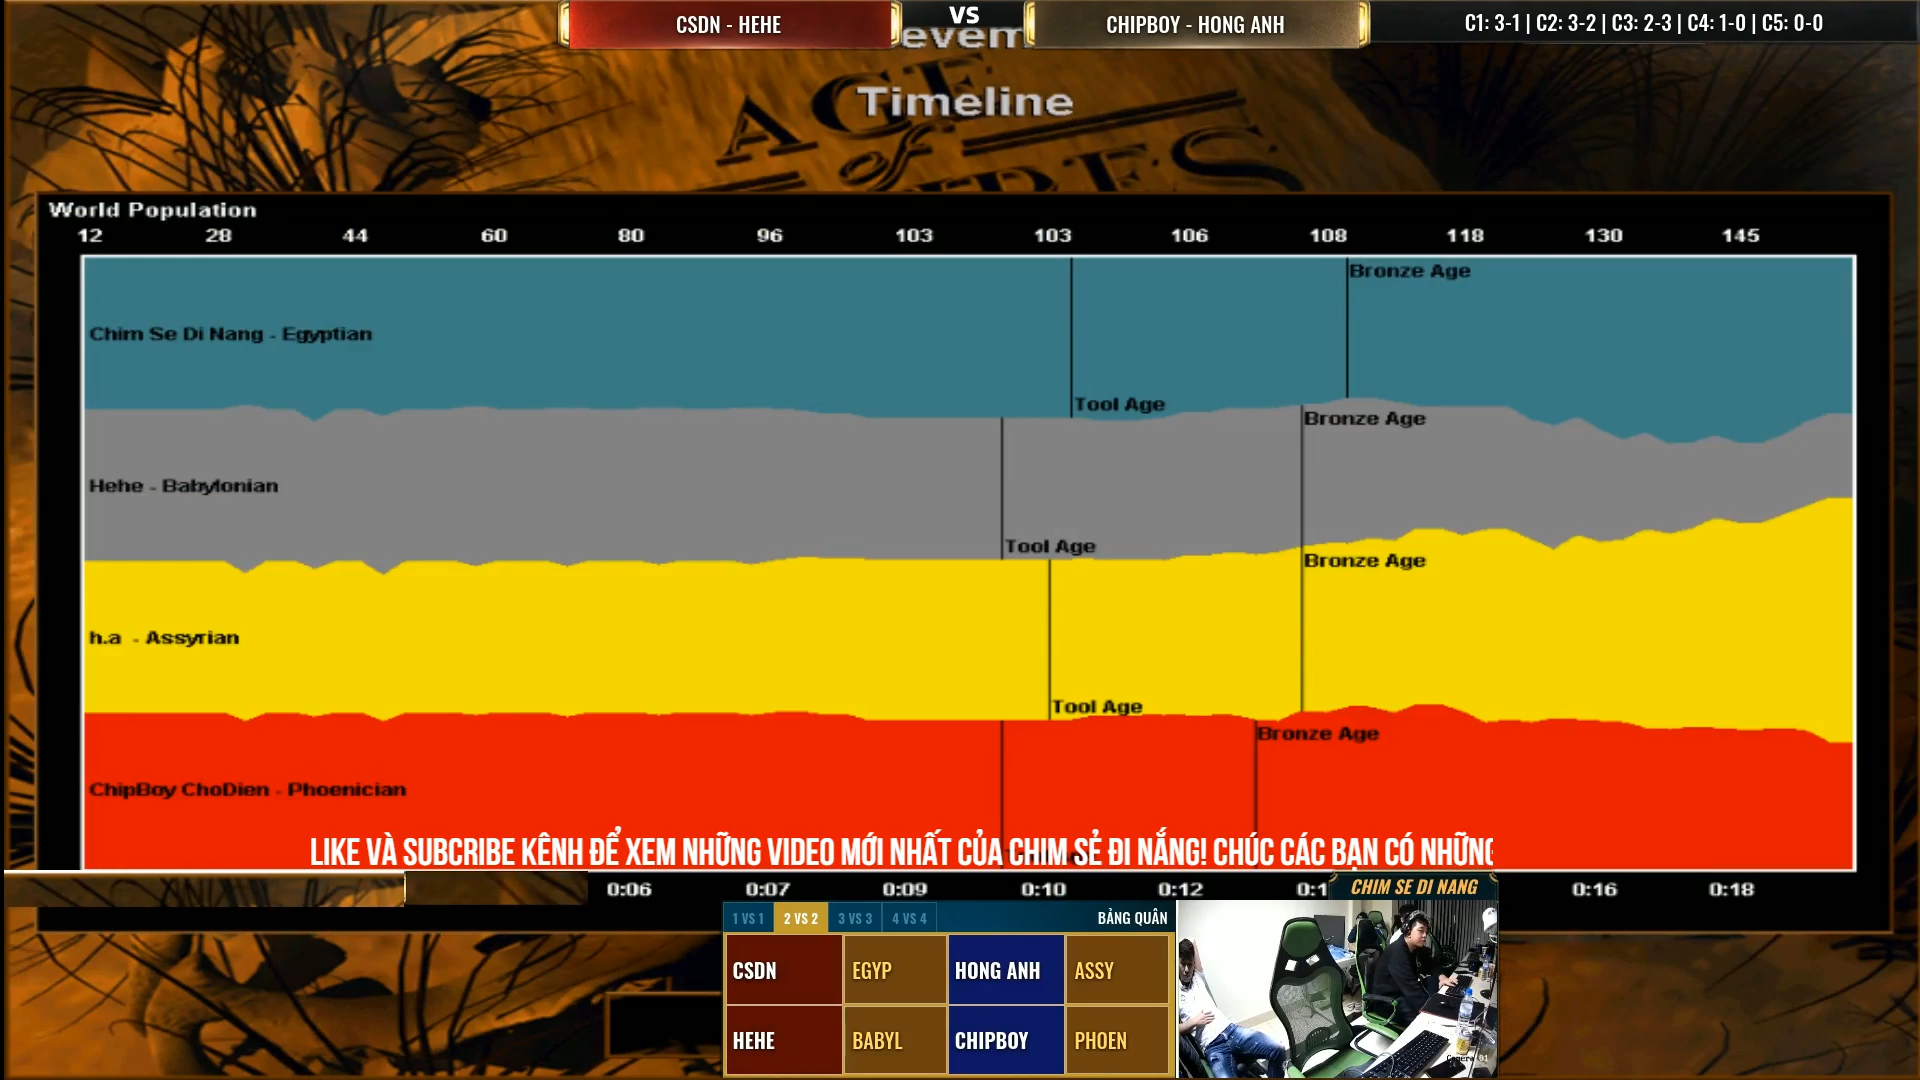 CSDN - HEHE
VS
CHIPBOY - HONG ANH
C1: 3-1 | C2: 3-2 | C3: 2-3 | C4: 1-0 | C5: 0-0
Timeline
AGE
of
World Population
12 28 44 60 80 96 103 103 106 108 118 130 145
Bronze Age
Chim Se Di Nang - Egyptian
Tool Age
Bronze Age
Hehe - Babylonian
Tool Age
Bronze Age
h.a - Assyrian
Tool Age
Bronze Age
ChipBoy ChoDien - Phoenician
LIKE VÀ SUBCRIBE KÊNH ĐỂ XEM NHỮNG VIDEO MỚI NHẤT CỦA CHIM SẺ ĐI NẮNG! CHÚC CÁC BẠN CÓ NHỮNG
0:06 0:07 0:09 0:10 0:12 0:1 0:16 0:18
CHIM SE DI NANG
1 VS 1 2 VS 2 3 VS 3 4 VS 4 BẢNG QUÂN
CSDN EGYP HONG ANH ASSY
HEHE BABYL CHIPBOY PHOEN
Camera 01